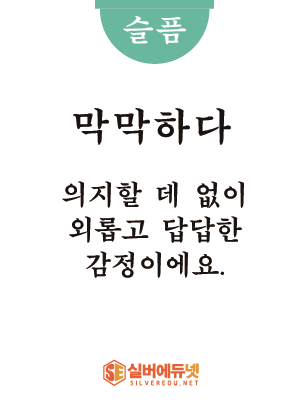 슬픔
막막하다
의지할 데 없이
외롭고 답답한
감정이에요.
SE 실버에듀넷
SILVEREDU.NET